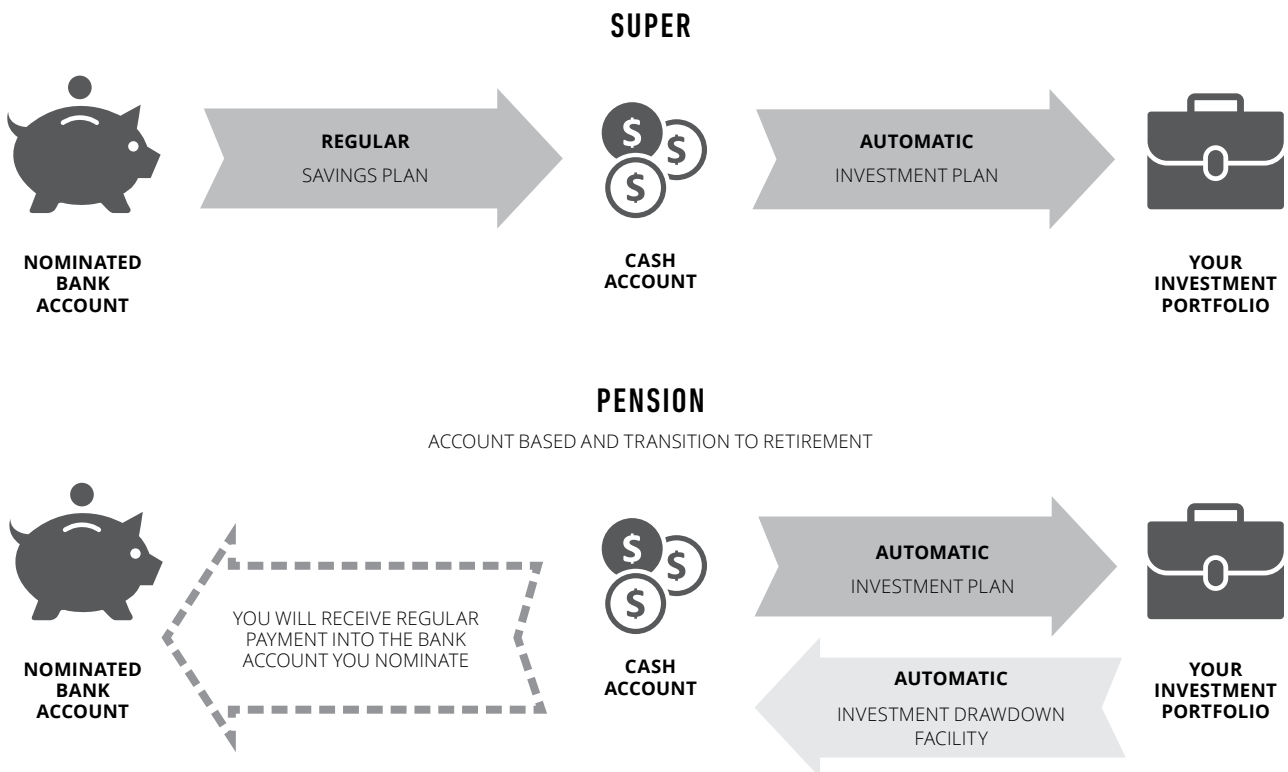 SUPER
REGULAR
SAVINGS PLAN
AUTOMATIC
INVESTMENT PLAN
NOMINATED
BANK
ACCOUNT
CASH
ACCOUNT
YOUR
INVESTMENT
PORTFOLIO
PENSION
ACCOUNT BASED AND TRANSITION TO RETIREMENT
YOU WILL RECEIVE REGULAR
PAYMENT INTO THE BANK
ACCOUNT YOU NOMINATE
AUTOMATIC
INVESTMENT PLAN
NOMINATED
BANK
ACCOUNT
CASH
ACCOUNT
AUTOMATIC
INVESTMENT DRAWDOWN
FACILITY
YOUR
INVESTMENT
PORTFOLIO